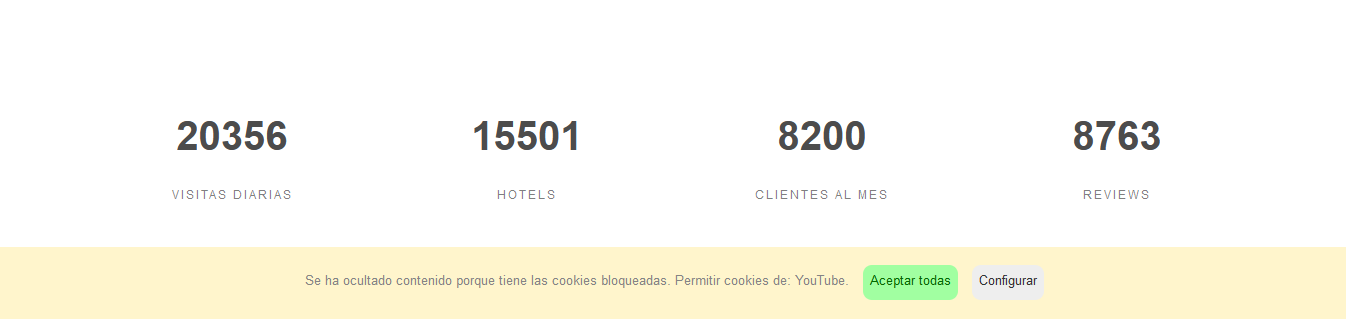 20356 15501 8200 8763
VISITAS DIARIAS HOTELS CLIENTES AL MES REVIEWS
Se ha ocultado contenido porque tiene las cookies bloqueadas. Permitir cookies de: YouTube. Aceptar todas Configurar